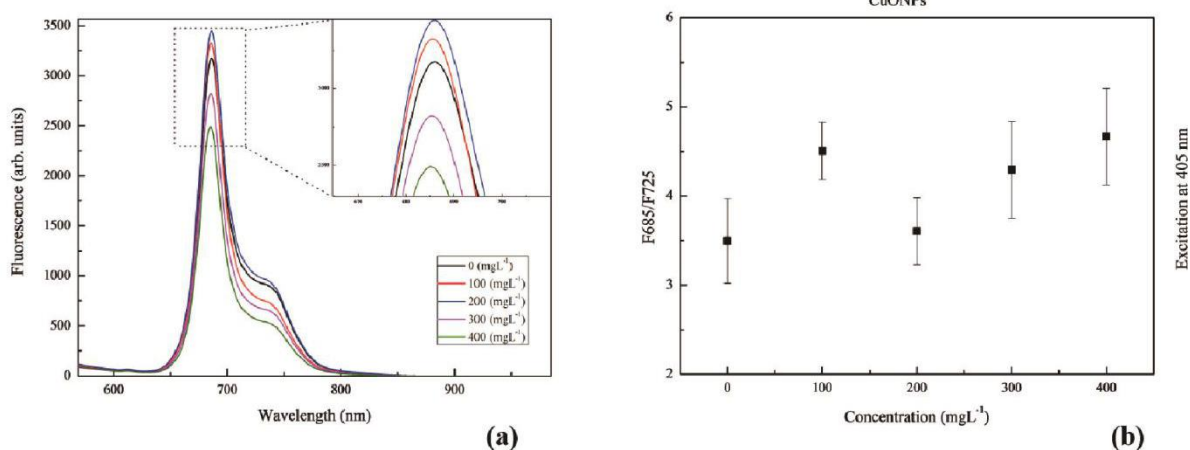 3500
3000
2500
2000
1500
1000
500
0
Fluorescence (arb. units)
600
700
800
900
Wavelength (nm)
0 (mgL-1)
100 (mgL-1)
200 (mgL-1)
300 (mgL-1)
400 (mgL-1)
(a)
CuONPs
6
5
4
3
2
F685/F725
0
100
200
300
400
Concentration (mgL-1)
Excitation at 405 nm
(b)